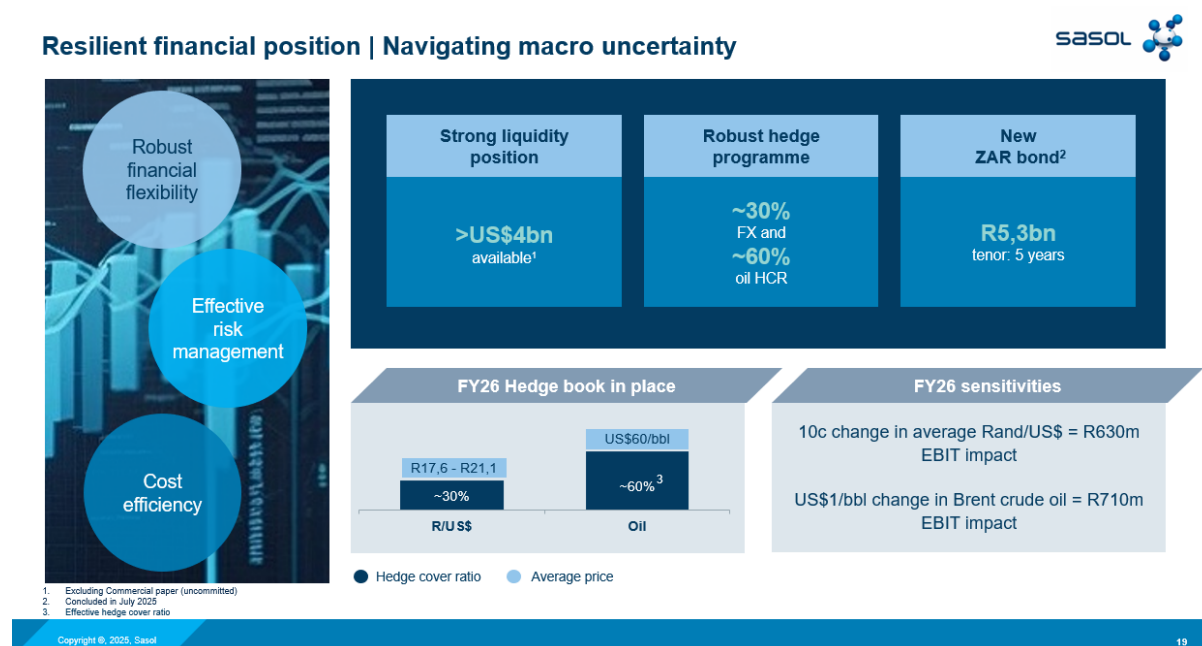 Resilient financial position | Navigating macro uncertainty
sasol
Robust
financial
flexibility
Effective
risk
management
Cost
efficiency
Strong liquidity
position
>US$4bn
available¹
Robust hedge
programme
~30%
FX and
~60%
oil HCR
New
ZAR bond²
R5,3bn
tenor: 5 years
FY26 Hedge book in place
R17,6 - R21,1
~30%
R/US$
US$60/bbl
~60%³
Oil
Hedge cover ratio
Average price
FY26 sensitivities
10c change in average Rand/US$ = R630m
EBIT impact
US$1/bbl change in Brent crude oil = R710m
EBIT impact
1. Excluding Commercial paper (uncommitted)
2. Concluded in July 2025
3. Effective hedge cover ratio
Copyright ©, 2025, Sasol
19